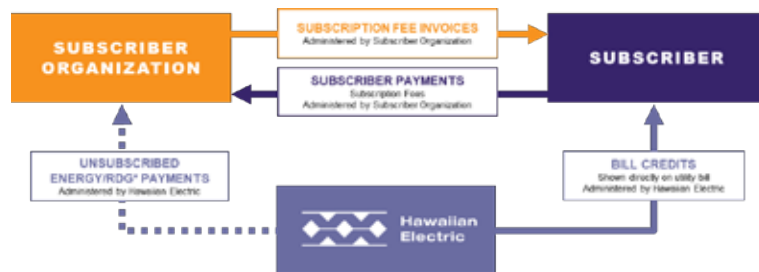 SUBSCRIBER
ORGANIZATION
SUBSCRIPTION FEE INVOICES
Administered by Subscriber Organization
SUBSCRIBER
SUBSCRIBER PAYMENTS
Subscription Fees
Administered by Subscriber Organization
UNSUBSCRIBED
ENERGY/RDG* PAYMENTS
Administered by Hawaiian Electric
BILL CREDITS
Shown directly on utility bill
Administered by Hawaiian Electric
Hawaiian
Electric